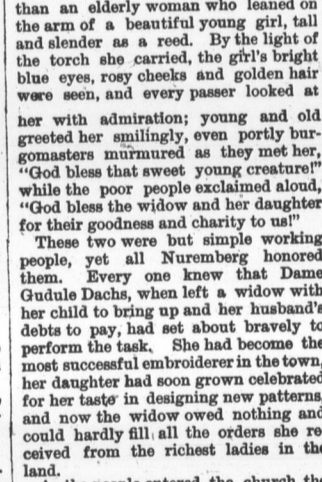 than an elderly woman who leaned on
the arm of a beautiful young girl, tall
and slender as a reed. By the light of
the torch she carried, the girl's bright
blue eyes, rosy cheeks and golden hair
were seen, and every passer looked at
her with admiration; young and old
greeted her smilingly, even portly bur-
gomasters murmured as they met her,
"God bless that sweet young creature!"
while the poor people exclaimed aloud,
"God bless the widow and her daughter
for their goodness and charity to us!"
These two were but simple working
people, yet all Nuremberg honored
them. Every one knew that Dame
Gudule Dachs, when left a widow with
her child to bring up and her husband's
debts to pay, had set about bravely to
perform the task. She had become the
most successful embroiderer in the town,
her daughter had soon grown celebrated
for her taste in designing new patterns,
and now the widow owed nothing and
could hardly fill all the orders she re
ceived from the richest ladies in the
land.
people entered the church the